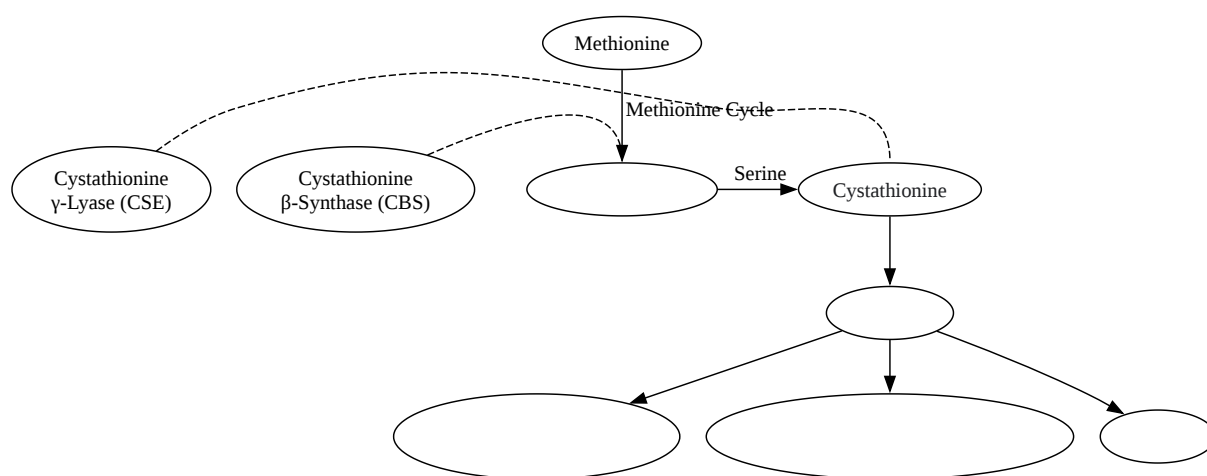 Methionine
Methionine Cycle
Cystathionine
γ-Lyase (CSE)
Cystathionine
β-Synthase (CBS)
Serine
Cystathionine